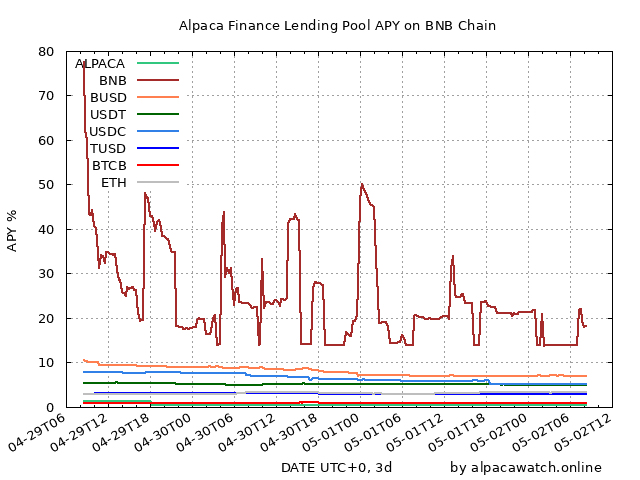 Alpaca Finance Lending Pool APY on BNB Chain
80
70
60
50
40
30
20
10
0
APY %
ALPACA
BNB
BUSD
USDT
USDC
TUSD
BTCB
ETH
04-29T06
04-29T12
04-29T18
04-30T00
04-30T06
04-30T12
04-30T18
05-01T00
05-01T06
05-01T12
05-01T18
05-02T00
05-02T06
05-02T12
DATE UTC+0, 3d
by alpacawatch.online